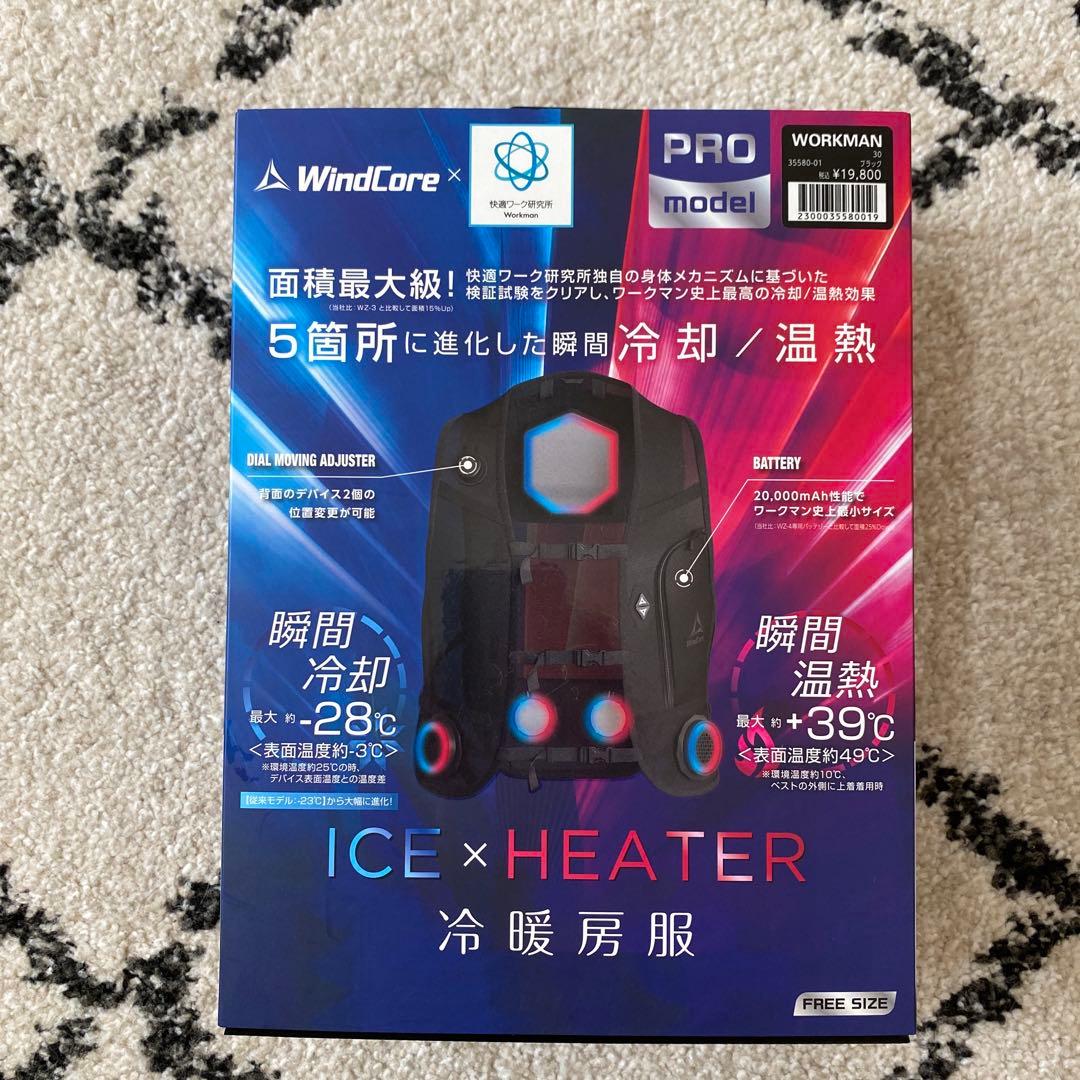 WindCore ×
快適ワーク研究所
Workman
PRO
model
WORKMAN
30
35580-01 ブラック
税込 ¥19,800
2300035580019
面積最大級!
(当社比:WZ-3 と比較して面積15%Up)
快適ワーク研究所独自の身体メカニズムに基づいた
検証試験をクリアし、ワークマン史上最高の冷却/温熱効果
5箇所に進化した瞬間冷却/温熱
DIAL MOVING ADJUSTER
背面のデバイス2個の
位置変更が可能
BATTERY
20,000mAh性能で
ワークマン史上最小サイズ
WindCore
瞬間
冷却
最大 約 -28℃
<表面温度約-3℃>
※環境温度約25℃の時、
デバイス表面温度との温度差
【従来モデル:-23℃】から大幅に進化!
瞬間
温熱
最大 約 +39℃
<表面温度約49℃>
※環境温度約10℃、
ベストの外側に上着着用時
ICE × HEATER
冷暖房服
FREE SIZE